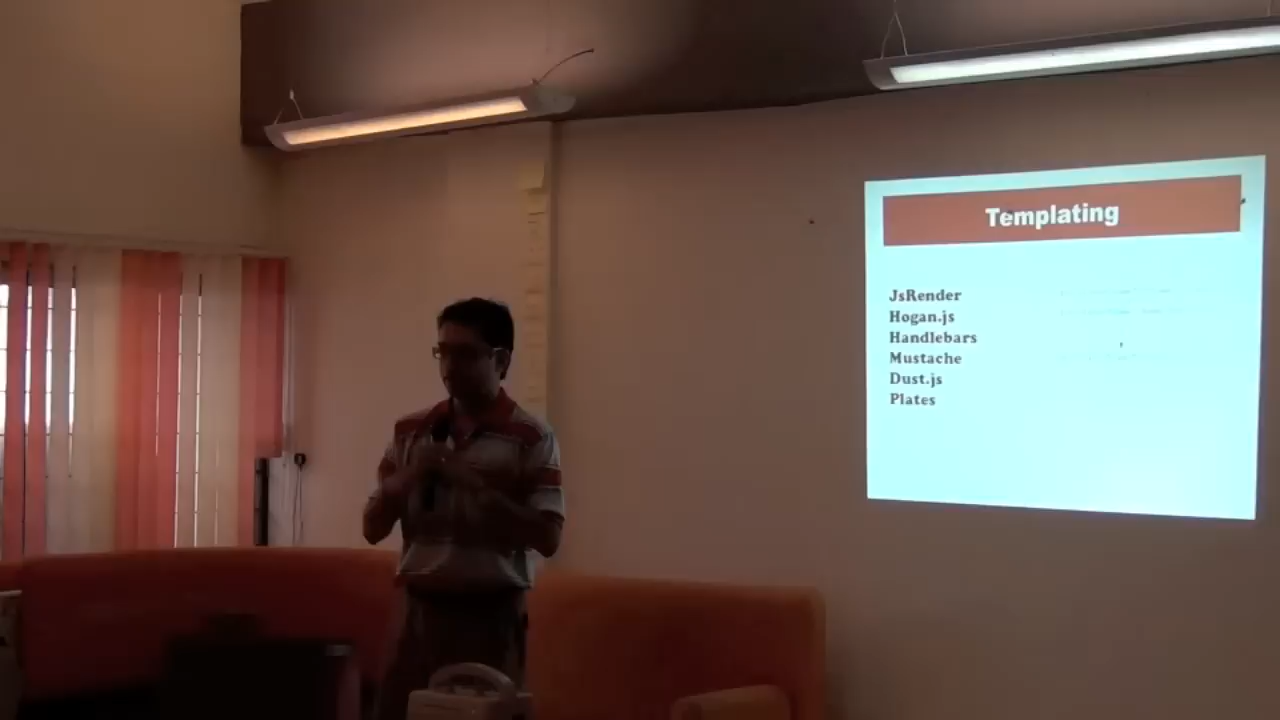 Templating
JsRender
Hogan.js
Handlebars
Mustache
Dust.js
Plates